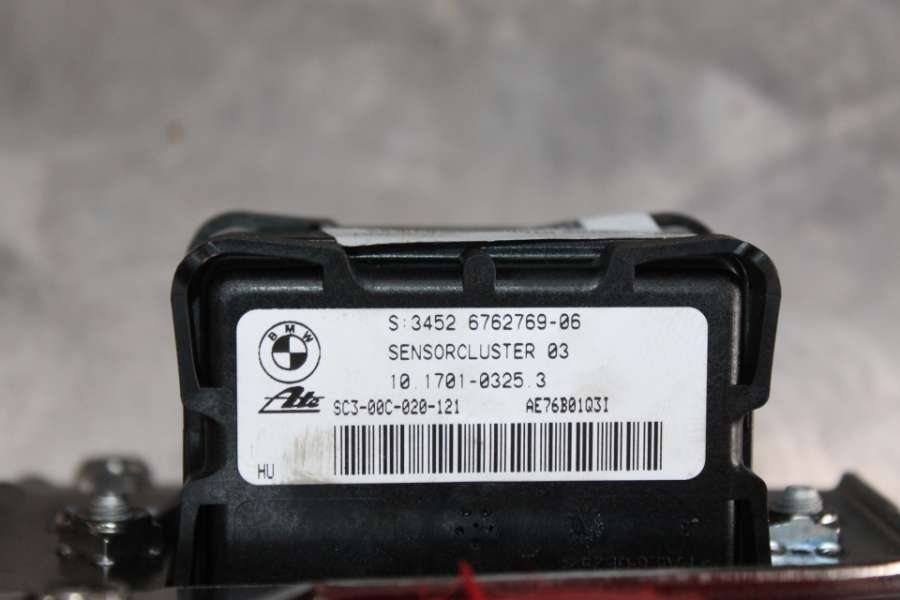 BMW
S:3452 6762769-06
SENSORCLUSTER 03
10.1701-0325.3
Ate
SC3-00C-020-121 AE76B01Q3I
HU